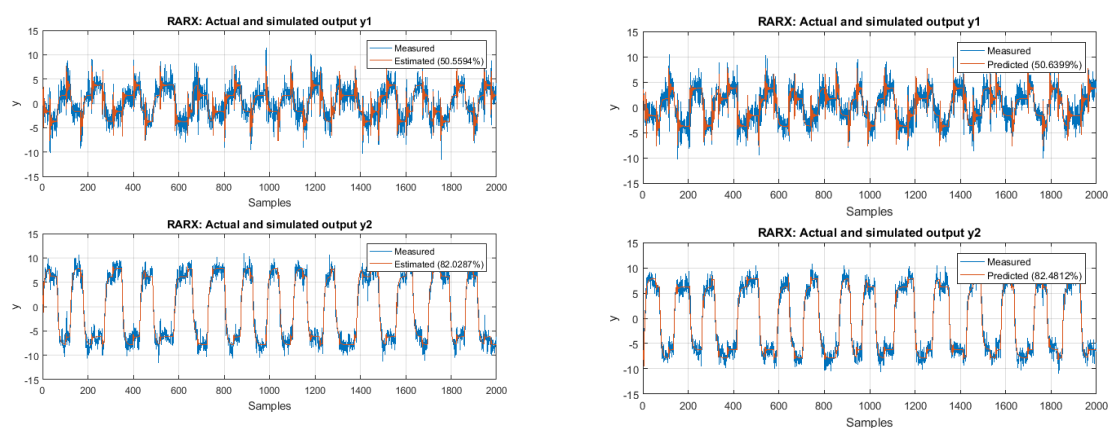 RARX: Actual and simulated output y1
15
10
5
0
-5
-10
-15
y
Measured
Estimated (50.5594%)
0 200 400 600 800 1000 1200 1400 1600 1800 2000
Samples
RARX: Actual and simulated output y2
15
10
5
0
-5
-10
-15
y
Measured
Estimated (82.0287%)
0 200 400 600 800 1000 1200 1400 1600 1800 2000
Samples
RARX: Actual and simulated output y1
15
10
5
0
-5
-10
-15
y
Measured
Predicted (50.6399%)
0 200 400 600 800 1000 1200 1400 1600 1800 2000
Samples
RARX: Actual and simulated output y2
15
10
5
0
-5
-10
-15
y
Measured
Predicted (82.4812%)
0 200 400 600 800 1000 1200 1400 1600 1800 2000
Samples